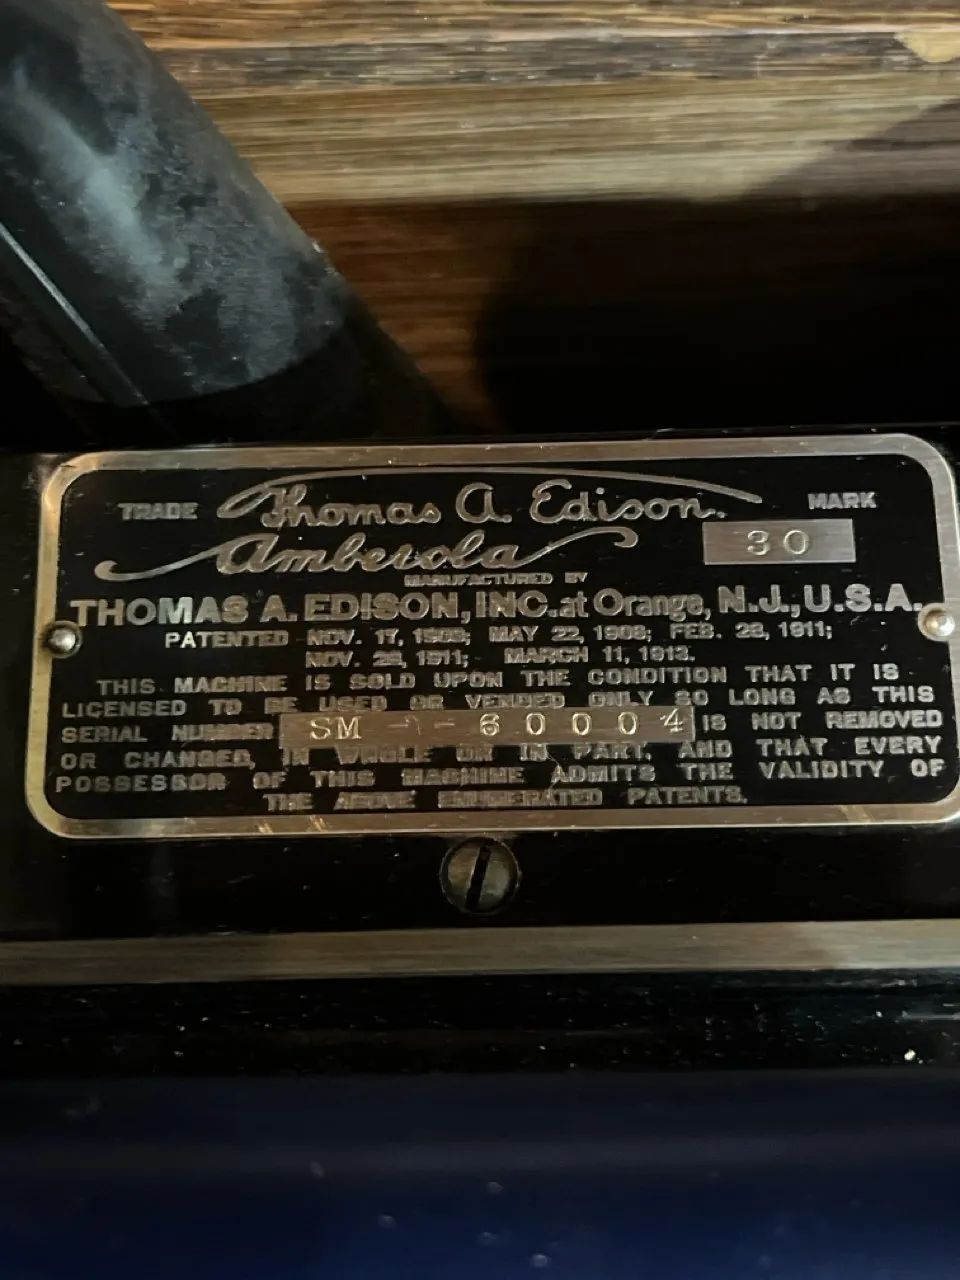 TRADE Thomas A. Edison. MARK
Amberola 30
MANUFACTURED BY
THOMAS A. EDISON, INC. at Orange, N.J., U.S.A.
PATENTED NOV. 17, 1903; MAY 22, 1906; FEB. 28, 1911;
NOV. 28, 1911; MARCH 11, 1913.
THIS MACHINE IS SOLD UPON THE CONDITION THAT IT IS
LICENSED TO BE USED OR VENDED ONLY SO LONG AS THIS
SERIAL NUMBER SM - 60004 IS NOT REMOVED
OR CHANGED, IN WHOLE OR IN PART, AND THAT EVERY
POSSESSOR OF THIS MACHINE ADMITS THE VALIDITY OF
THE ABOVE ENUMERATED PATENTS.